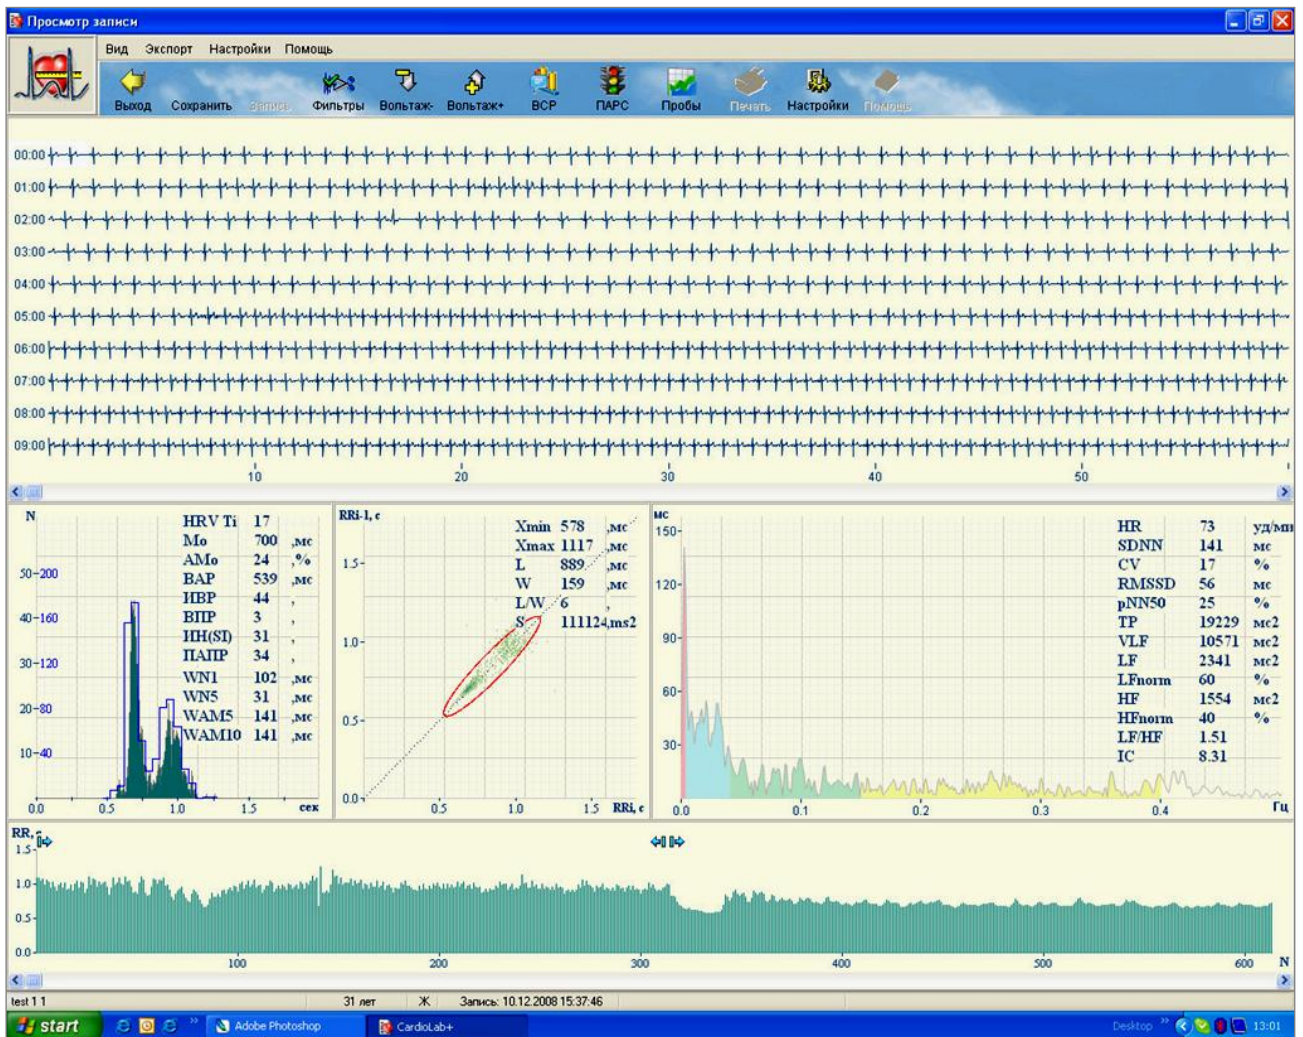 Просмотр записи
Вид Экспорт Настройки Помощь
Выход Сохранить Запись Фильтры Вольтаж- Вольтаж+ ВСР ПАРС Пробы Печать Настройки Помощь
00:00
01:00
02:00
03:00
04:00
05:00
06:00
07:00
08:00
09:00
10 20 30 40 50
N
HRV Ti 17
Mo 700 ,мс
AMo 24 ,%
ВАР 539 ,мс
ИВР 44 ,
ВПР 3 ,
ИН(SI) 31 ,
ПАПР 34 ,
WN1 102 ,мс
WN5 31 ,мс
WAM5 141 ,мс
WAM10 141 ,мс
50-200
40-160
30-120
20-80
10-40
0.0 0.5 1.0 1.5 сек
RRi-1, c
Xmin 578 ,мс
Xmax 1117 ,мс
L 889 ,мс
W 159 ,мс
L/W 6 ,
S 111124,ms2
1.5-
1.0-
0.5-
0.0-
0.5 1.0 1.5 RRi, c
мс
150-
120-
90-
60-
30-
HR 73 уд/мин
SDNN 141 мс
CV 17 %
RMSSD 56 мс
pNN50 25 %
TP 19229 мс2
VLF 10571 мс2
LF 2341 мс2
LFnorm 60 %
HF 1554 мс2
HFnorm 40 %
LF/HF 1.51
IC 8.31
0.0 0.1 0.2 0.3 0.4 Гц
RR, c
1.5-
1.0-
0.5-
0.0-
100 200 300 400 500 600 N
test 1 1 31 лет Ж Запись: 10.12.2008 15:37:46
start Adobe Photoshop CardioLab+ Desktop 13:01